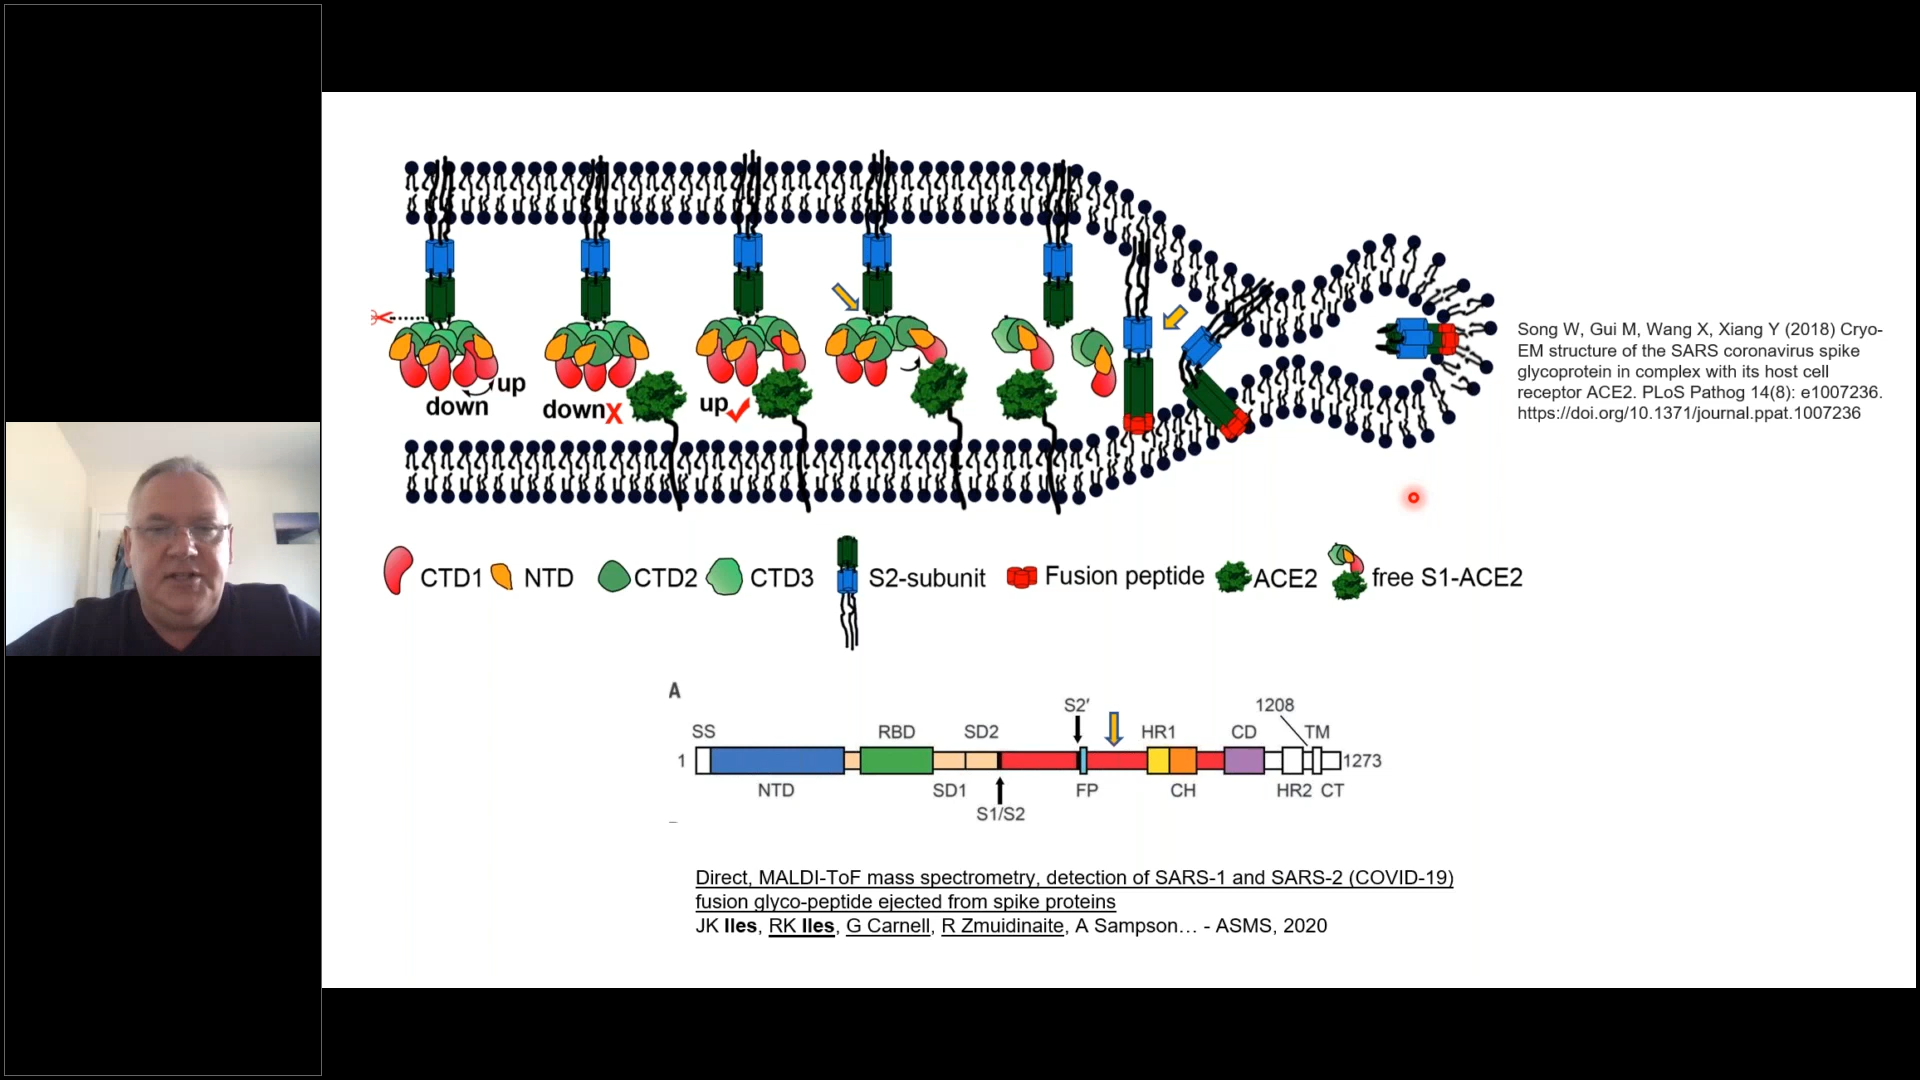 Song W, Gui M, Wang X, Xiang Y (2018) Cryo-
EM structure of the SARS coronavirus spike
glycoprotein in complex with its host cell
receptor ACE2. PLoS Pathog 14(8): e1007236.
https://doi.org/10.1371/journal.ppat.1007236
up
down
down
up
CTD1 NTD CTD2 CTD3 S2-subunit Fusion peptide ACE2 free S1-ACE2
A
S2′ 1208
SS RBD SD2 HR1 CD TM
1 1273
NTD SD1 FP CH HR2 CT
S1/S2
Direct, MALDI-ToF mass spectrometry, detection of SARS-1 and SARS-2 (COVID-19)
fusion glyco-peptide ejected from spike proteins
JK Iles, RK Iles, G Carnell, R Zmuidinaite, A Sampson… - ASMS, 2020